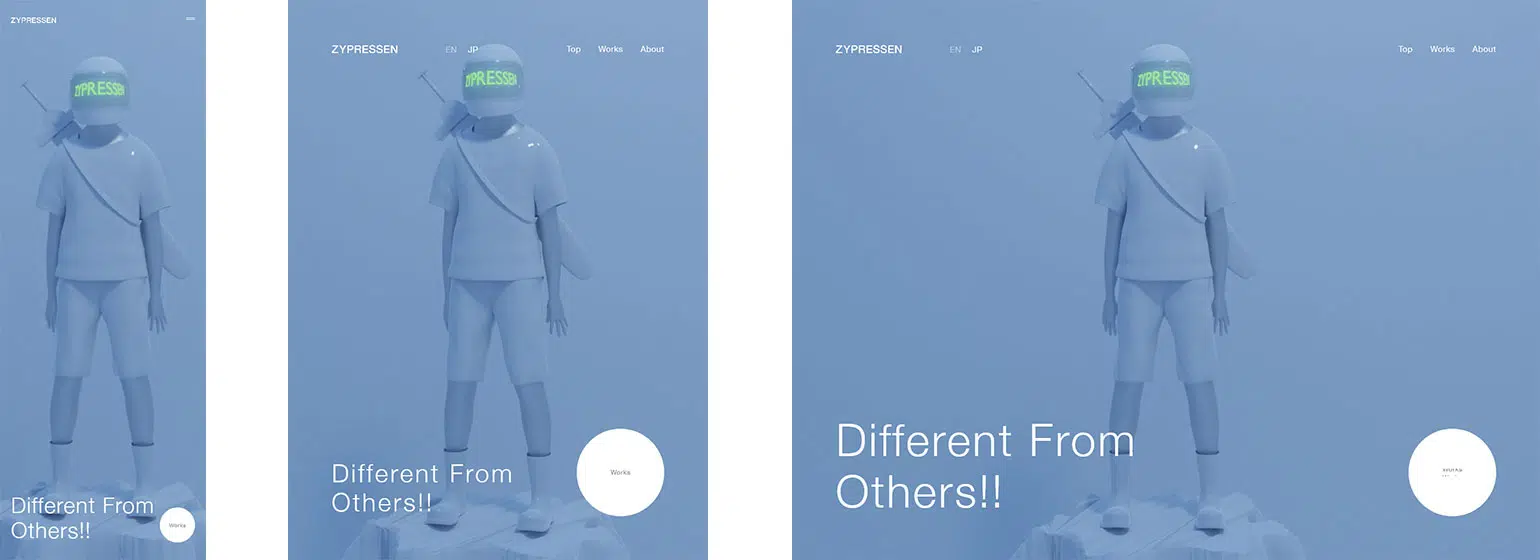 ZYPRESSEN
ZYPRESSEN
Different From
Others!!
Works
ZYPRESSEN EN JP Top Works About
ZYPRESSEN
Different From
Others!!
Works
ZYPRESSEN EN JP Top Works About
ZYPRESSEN
Different From
Others!!